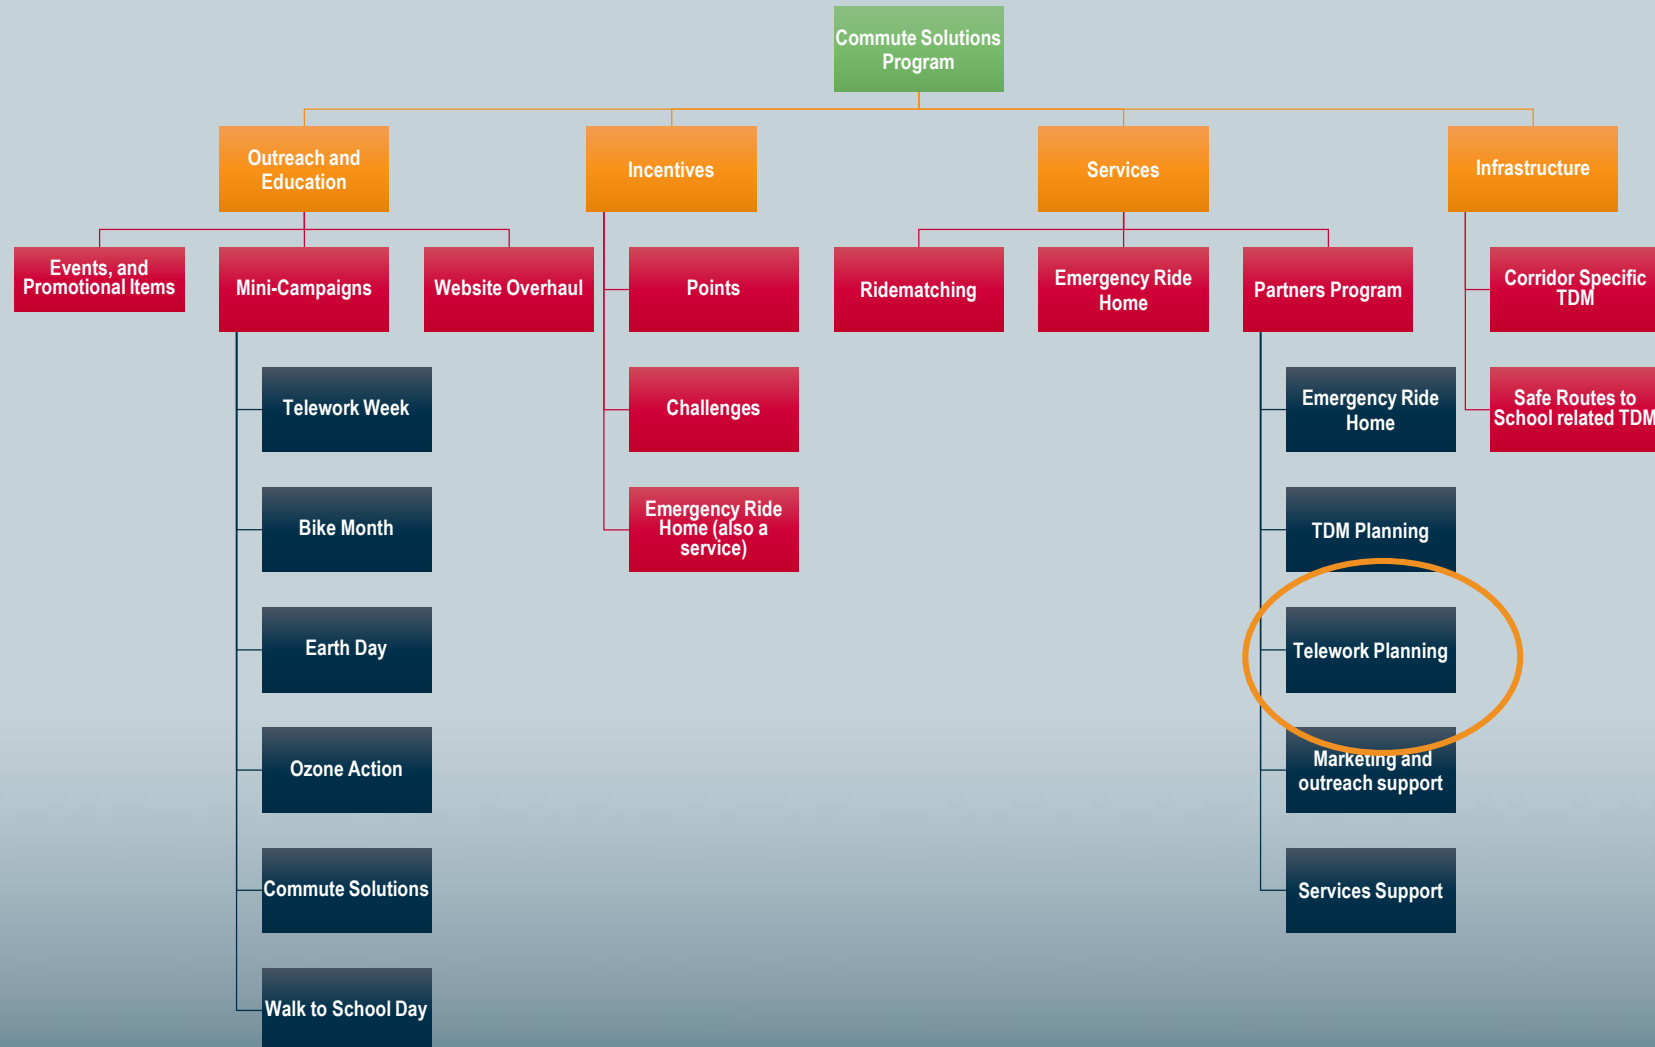 Commute Solutions
Program
Outreach and
Education
Incentives
Services
Infrastructure
Events, and
Promotional Items
Mini-Campaigns
Website Overhaul
Points
Ridematching
Emergency Ride
Home
Partners Program
Corridor Specific
TDM
Telework Week
Challenges
Emergency Ride
Home
Safe Routes to
School related TDM
Bike Month
Emergency Ride
Home (also a
service)
TDM Planning
Earth Day
Telework Planning
Ozone Action
Marketing and
outreach support
Commute Solutions
Services Support
Walk to School Day